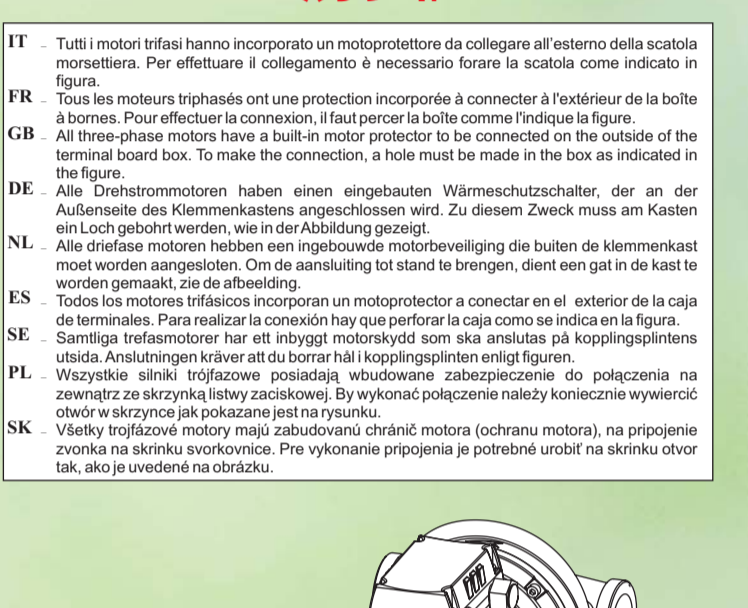 IT - Tutti i motori trifasi hanno incorporato un motoprotettore da collegare all'esterno della scatola
morsettiera. Per effettuare il collegamento è necessario forare la scatola come indicato in
figura.
FR - Tous les moteurs triphasés ont une protection incorporée à connecter à l'extérieur de la boîte
à bornes. Pour effectuer la connexion, il faut percer la boîte comme l'indique la figure.
GB - All three-phase motors have a built-in motor protector to be connected on the outside of the
terminal board box. To make the connection, a hole must be made in the box as indicated in
the figure.
DE - Alle Drehstrommotoren haben einen eingebauten Wärmeschutzschalter, der an der
Außenseite des Klemmenkastens angeschlossen wird. Zu diesem Zweck muss am Kasten
ein Loch gebohrt werden, wie in der Abbildung gezeigt.
NL - Alle driefase motoren hebben een ingebouwde motorbeveiliging die buiten de klemmenkast
moet worden aangesloten. Om de aansluiting tot stand te brengen, dient een gat in de kast te
worden gemaakt, zie de afbeelding.
ES - Todos los motores trifásicos incorporan un motoprotector a conectar en el exterior de la caja
de terminales. Para realizar la conexión hay que perforar la caja como se indica en la figura.
SE - Samtliga trefasmotorer har ett inbyggt motorskydd som ska anslutas på kopplingsplintens
utsida. Anslutningen kräver att du borrar hål i kopplingsplinten enligt figuren.
PL - Wszystkie silniki trójfazowe posiadają wbudowane zabezpieczenie do połączenia na
zewnątrz ze skrzynką listwy zaciskowej. By wykonać połączenie należy koniecznie wywiercić
otwór w skrzynce jak pokazane jest na rysunku.
SK - Všetky trojfázové motory majú zabudovanú chránič motora (ochranu motora), na pripojenie
zvonka na skrinku svorkovnice. Pre vykonanie pripojenia je potrebné urobiť na skrinku otvor
tak, ako je uvedené na obrázku.